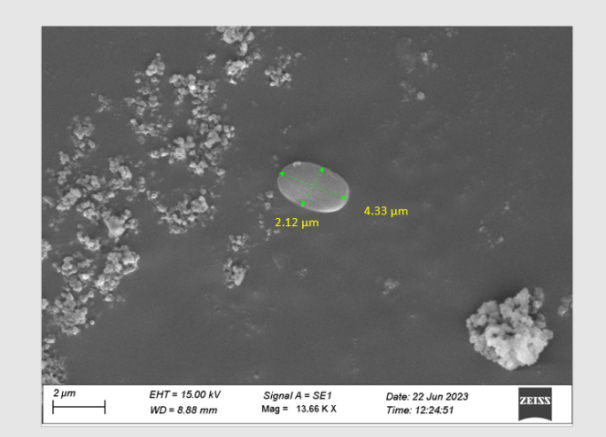 4.33 μm
2.12 μm
2 μm
EHT = 15.00 kV
Signal A = SE1
Date: 22 Jun 2023
ZEISS
WD = 8.88 mm
Mag = 13.66 K X
Time: 12:24:51